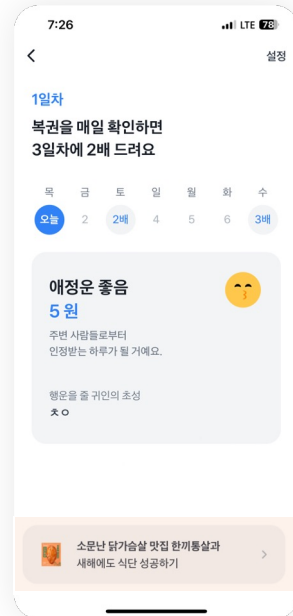 7:26
LTE 78
설정
1일차
복권을 매일 확인하면
3일차에 2배 드려요
목 금 토 일 월 화 수
오늘 2 2배 4 5 6 3배
애정운 좋음
5 원
주변 사람들로부터
인정받는 하루가 될 거예요.
행운을 줄 귀인의 초성
ㅊㅇ
소문난 닭가슴살 맛집 한끼통살과
새해에도 식단 성공하기